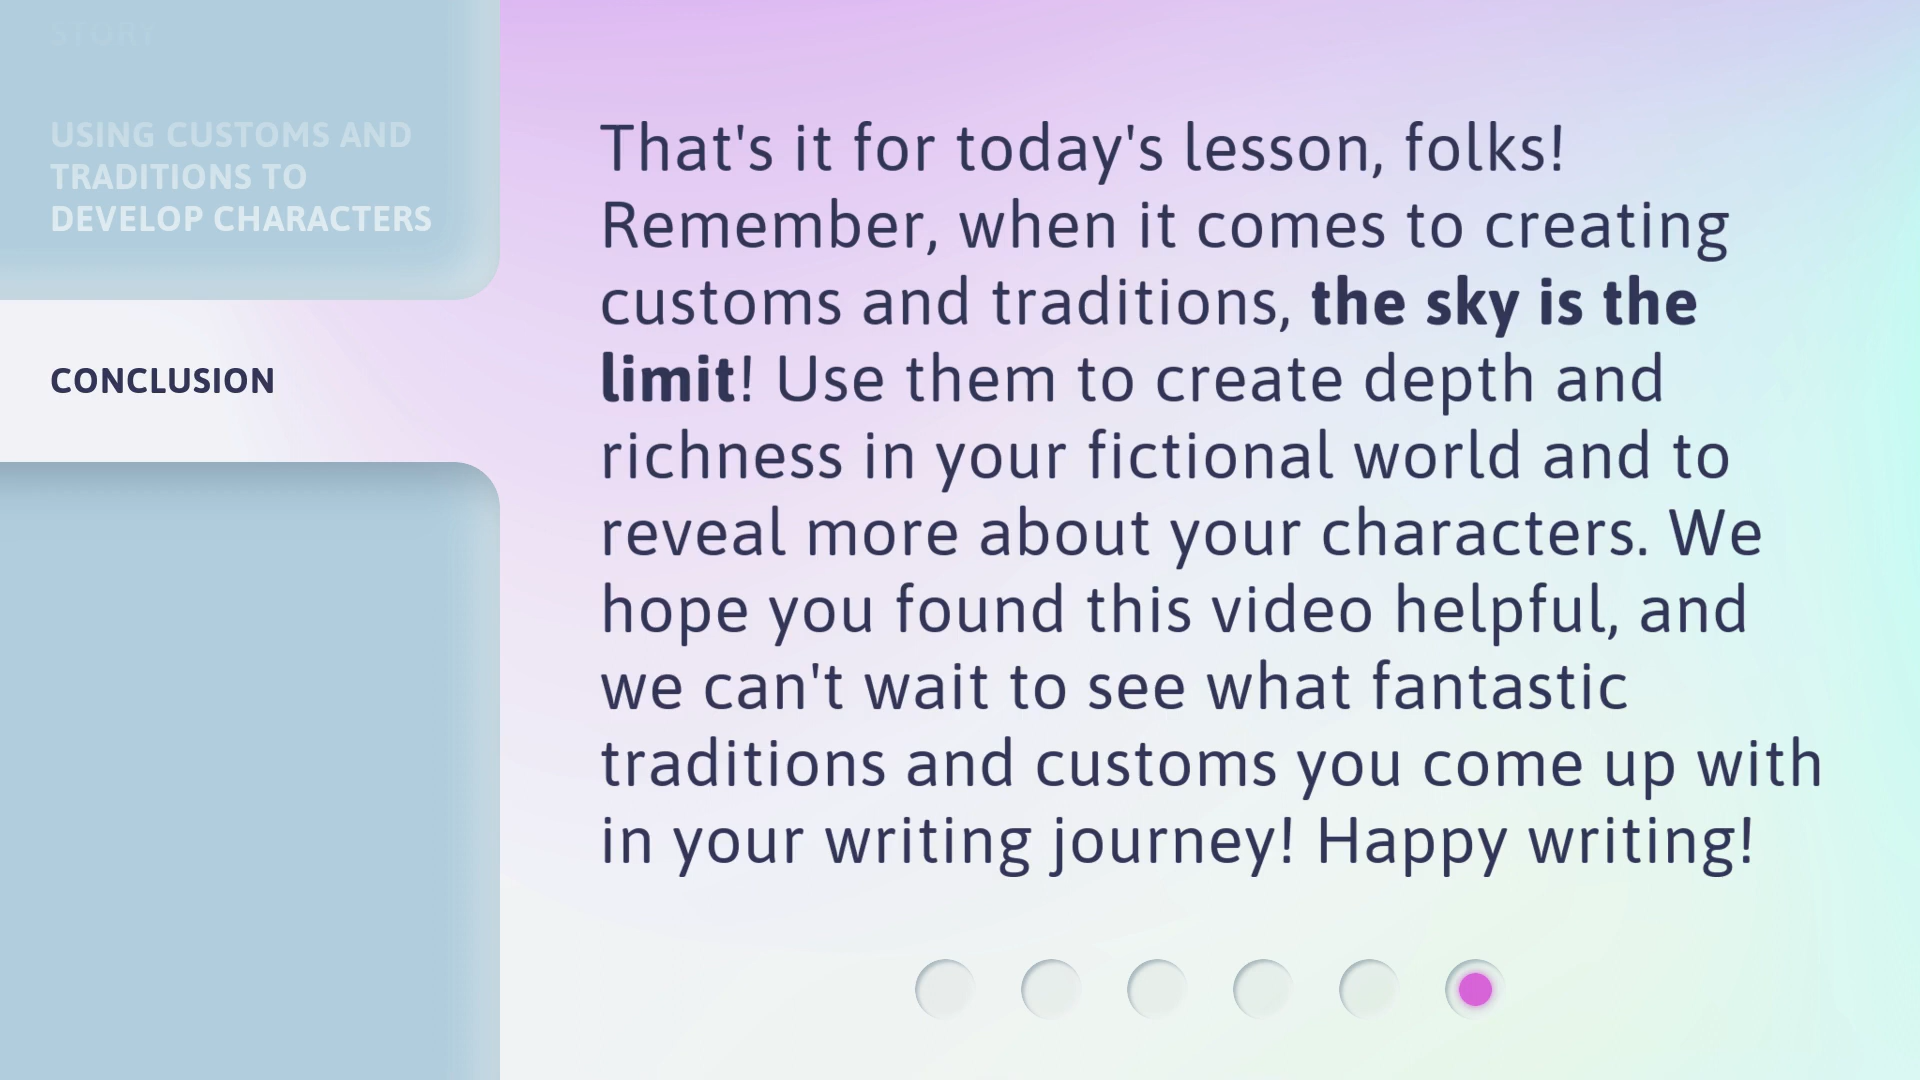 STORY
USING CUSTOMS AND
TRADITIONS TO
DEVELOP CHARACTERS
CONCLUSION
That's it for today's lesson, folks!
Remember, when it comes to creating
customs and traditions, the sky is the
limit! Use them to create depth and
richness in your fictional world and to
reveal more about your characters. We
hope you found this video helpful, and
we can't wait to see what fantastic
traditions and customs you come up with
in your writing journey! Happy writing!